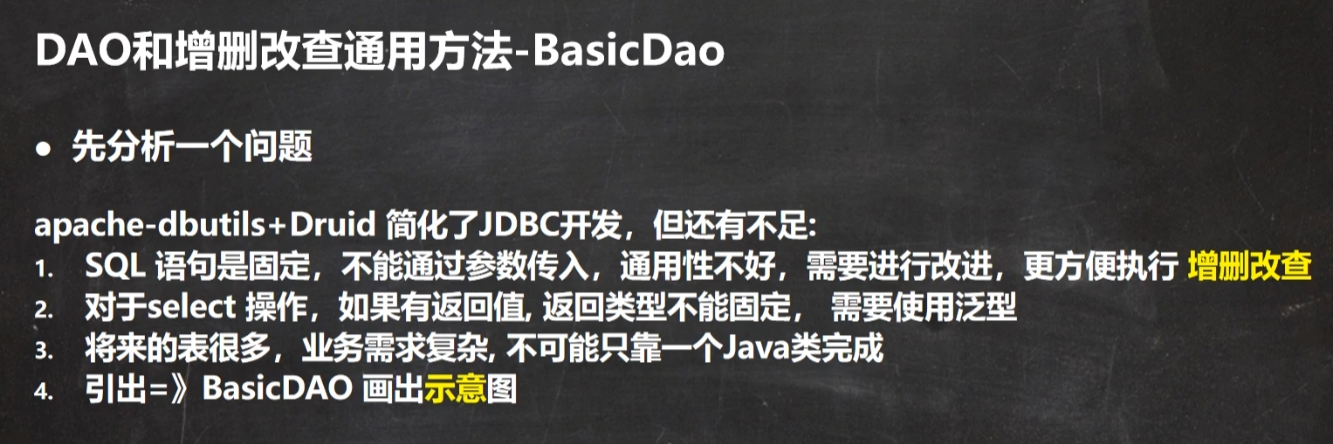 DAO和增删改查通用方法-BasicDao
● 先分析一个问题
apache-dbutils+Druid 简化了JDBC开发，但还有不足:
1. SQL 语句是固定，不能通过参数传入，通用性不好，需要进行改进，更方便执行 增删改查
2. 对于select 操作，如果有返回值, 返回类型不能固定， 需要使用泛型
3. 将来的表很多，业务需求复杂, 不可能只靠一个Java类完成
4. 引出=》BasicDAO 画出示意图